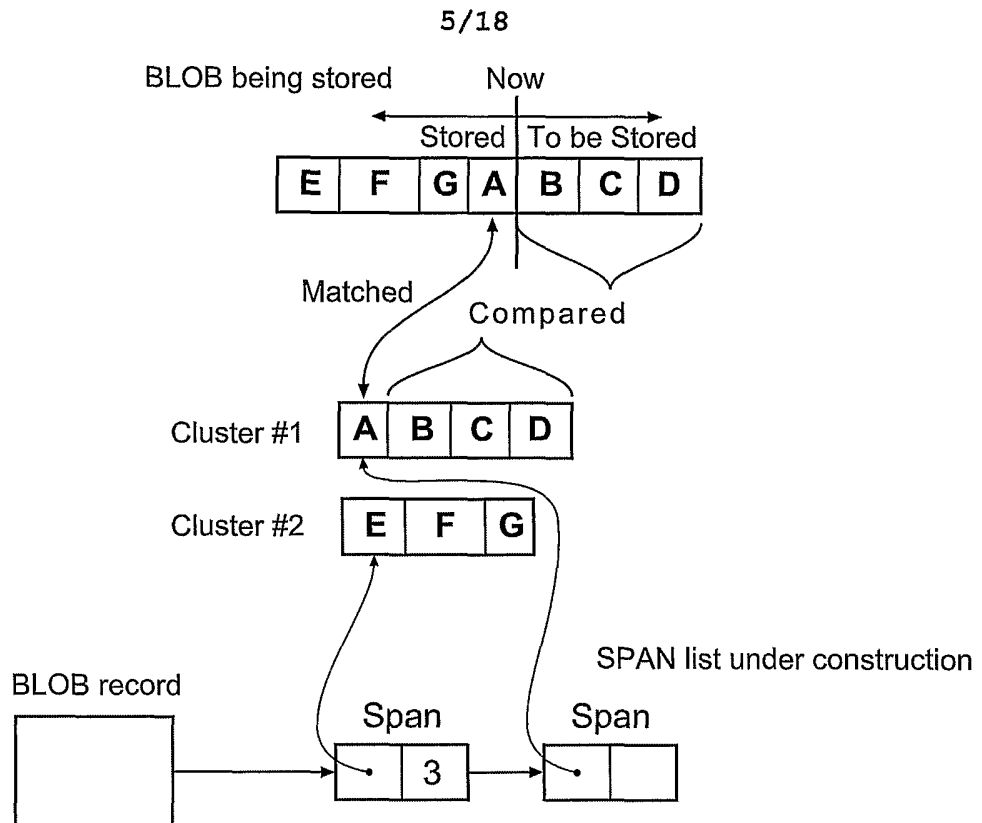 5/18
BLOB being stored
Now
Stored
To be Stored
E F G A B C D
Matched
Compared
Cluster #1
A B C D
Cluster #2
E F G
SPAN list under construction
BLOB record
Span
Span
3